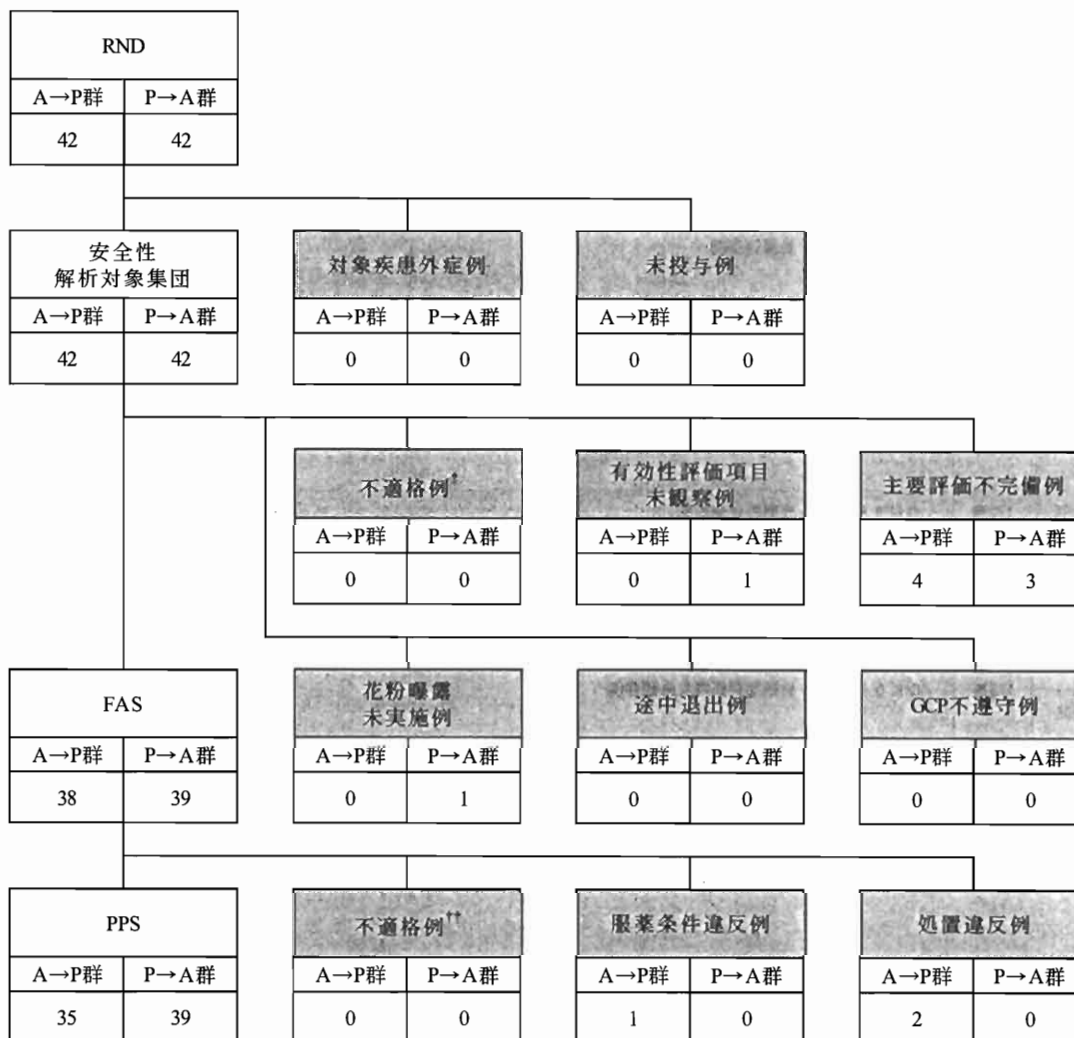 RND
A→P群 P→A群
42 42
安全性
解析対象集団
A→P群 P→A群
42 42
対象疾患外症例
A→P群 P→A群
0 0
未投与例
A→P群 P→A群
0 0
不適格例†
A→P群 P→A群
0 0
有効性評価項目
未観察例
A→P群 P→A群
0 1
主要評価不完備例
A→P群 P→A群
4 3
FAS
A→P群 P→A群
38 39
花粉曝露
未実施例
A→P群 P→A群
0 1
途中退出例
A→P群 P→A群
0 0
GCP不遵守例
A→P群 P→A群
0 0
PPS
A→P群 P→A群
35 39
不適格例††
A→P群 P→A群
0 0
服薬条件違反例
A→P群 P→A群
1 0
処置違反例
A→P群 P→A群
2 0